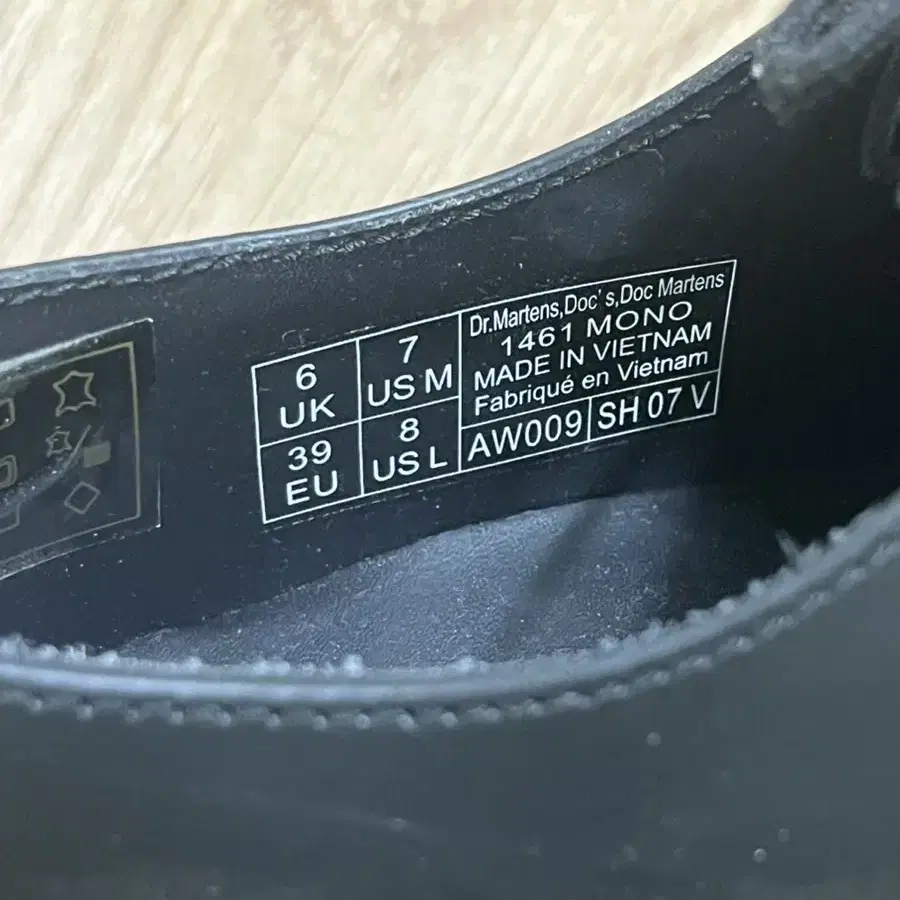 6
UK
7
US M
39
EU
8
US L
Dr.Martens,Doc's,Doc Martens
1461 MONO
MADE IN VIETNAM
Fabriqué en Vietnam
AW009
SH 07 V